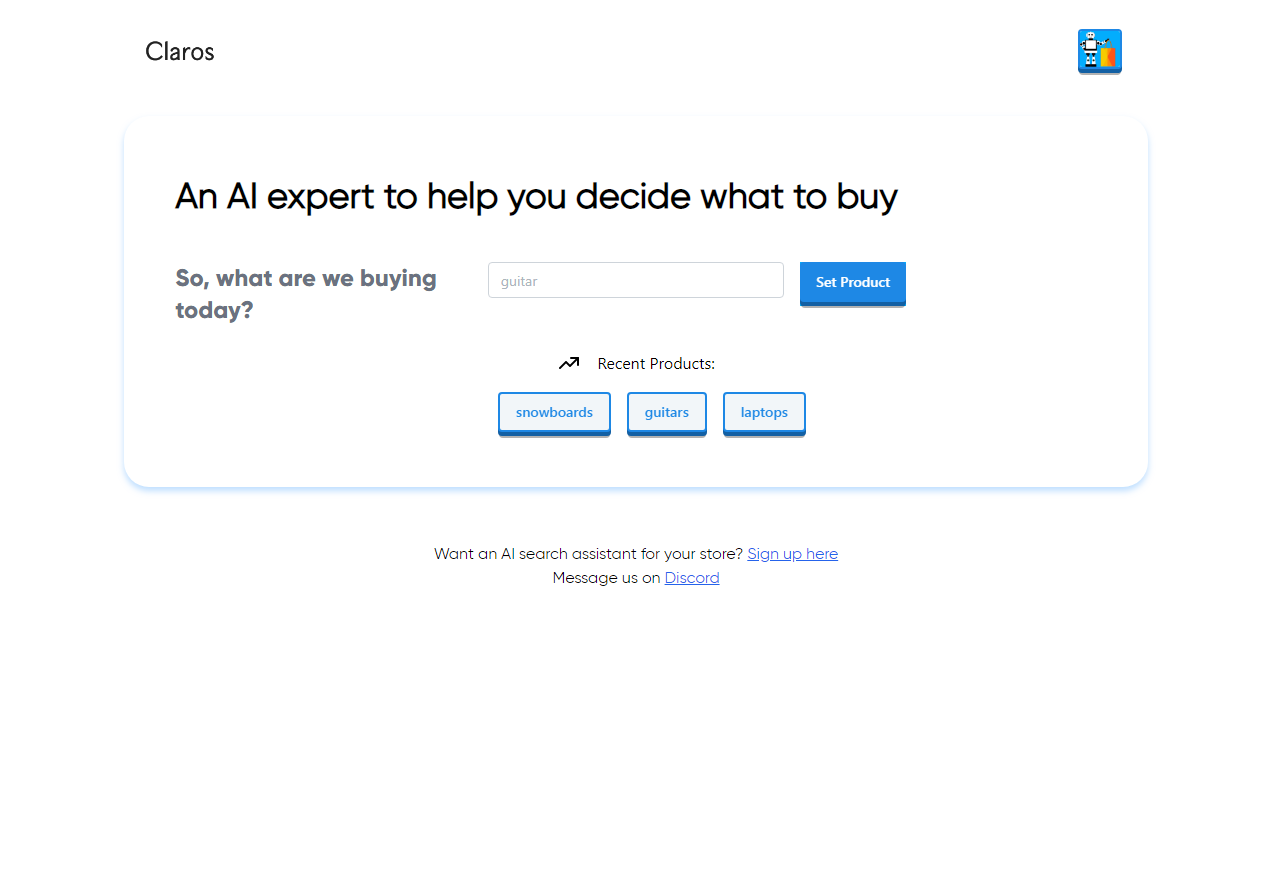 Claros
An AI expert to help you decide what to buy
So, what are we buying
today?
guitar
Set Product
Recent Products:
snowboards
guitars
laptops
Want an AI search assistant for your store? Sign up here
Message us on Discord